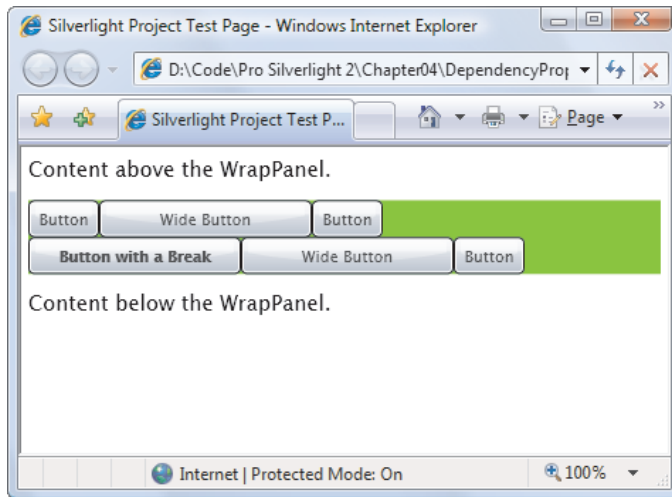 Silverlight Project Test Page - Windows Internet Explorer
D:\Code\Pro Silverlight 2\Chapter04\DependencyProp
Silverlight Project Test P...
Page
Content above the WrapPanel.
Button Wide Button Button
Button with a Break Wide Button Button
Content below the WrapPanel.
Internet | Protected Mode: On 100%